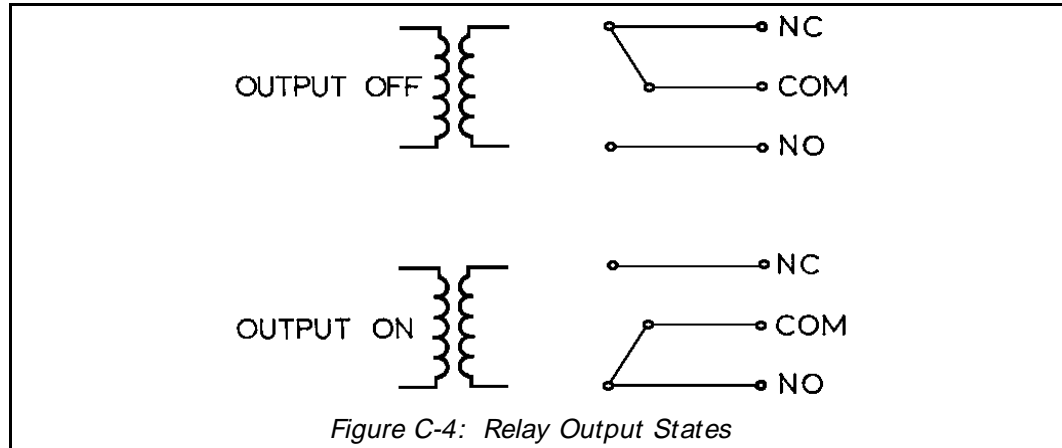 NC
OUTPUT OFF
COM
NO
NC
OUTPUT ON
COM
NO
Figure C-4: Relay Output States